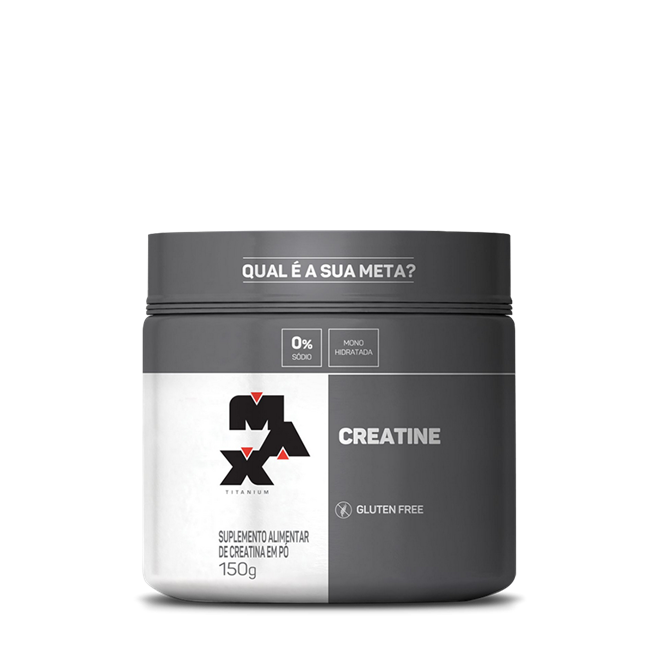 QUAL É A SUA META?
0%
SÓDIO
MONO
HIDRATADA
MAX
TITANIUM
CREATINE
GLUTEN FREE
SUPLEMENTO ALIMENTAR
DE CREATINA EM PÓ
150g